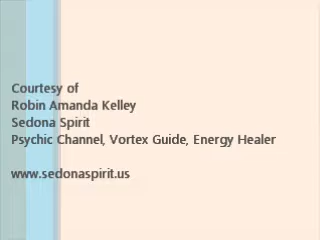 Courtesy of
Robin Amanda Kelley
Sedona Spirit
Psychic Channel, Vortex Guide, Energy Healer
www.sedonaspirit.us